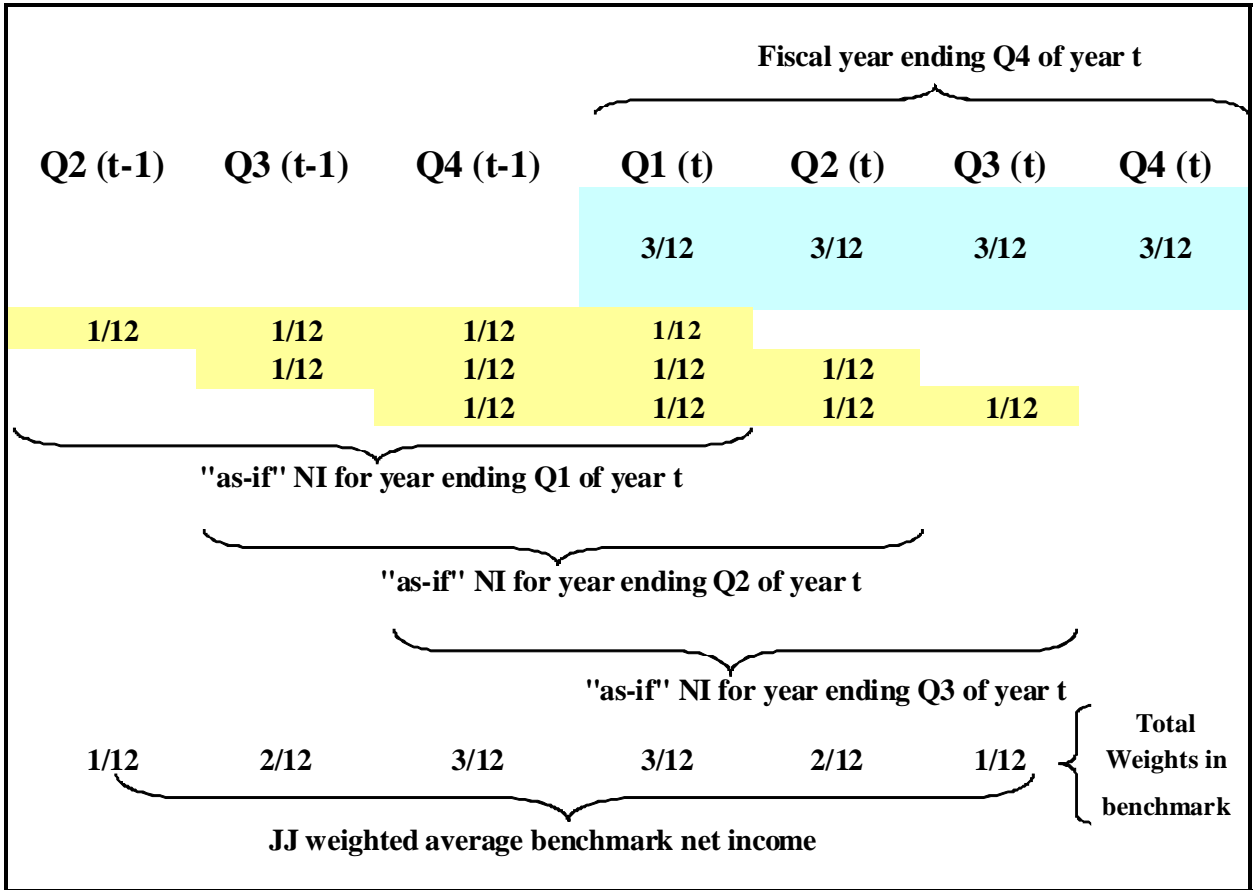 Fiscal year ending Q4 of year t
Q2 (t-1) Q3 (t-1) Q4 (t-1) Q1 (t) Q2 (t) Q3 (t) Q4 (t)
3/12 3/12 3/12 3/12
1/12 1/12 1/12 1/12
1/12 1/12 1/12 1/12
1/12 1/12 1/12 1/12
"as-if" NI for year ending Q1 of year t
"as-if" NI for year ending Q2 of year t
"as-if" NI for year ending Q3 of year t
1/12 2/12 3/12 3/12 2/12 1/12
Total
Weights in
benchmark
JJ weighted average benchmark net income